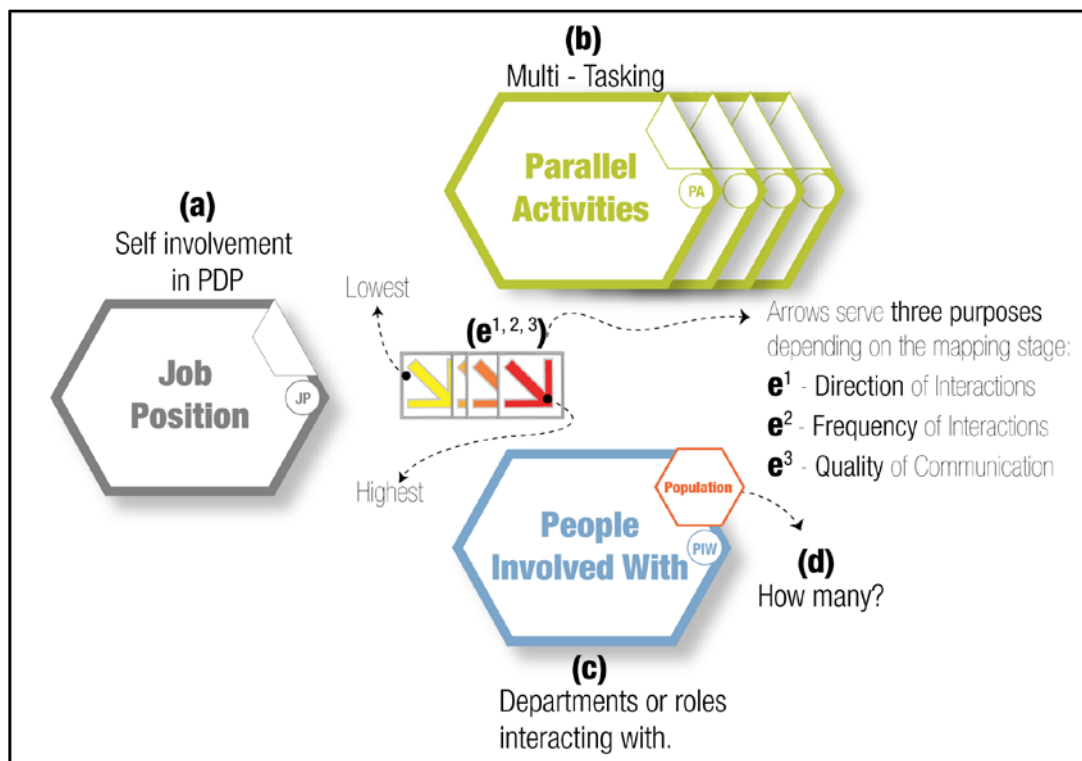 (b)
Multi - Tasking
Parallel
Activities
PA
(a)
Self involvement
in PDP
Job
Position
JP
Lowest
(e1, 2, 3)
Highest
Arrows serve three purposes
depending on the mapping stage:
e1 - Direction of Interactions
e2 - Frequency of Interactions
e3 - Quality of Communication
Population
People
Involved With
PIW
(d)
How many?
(c)
Departments or roles
interacting with.